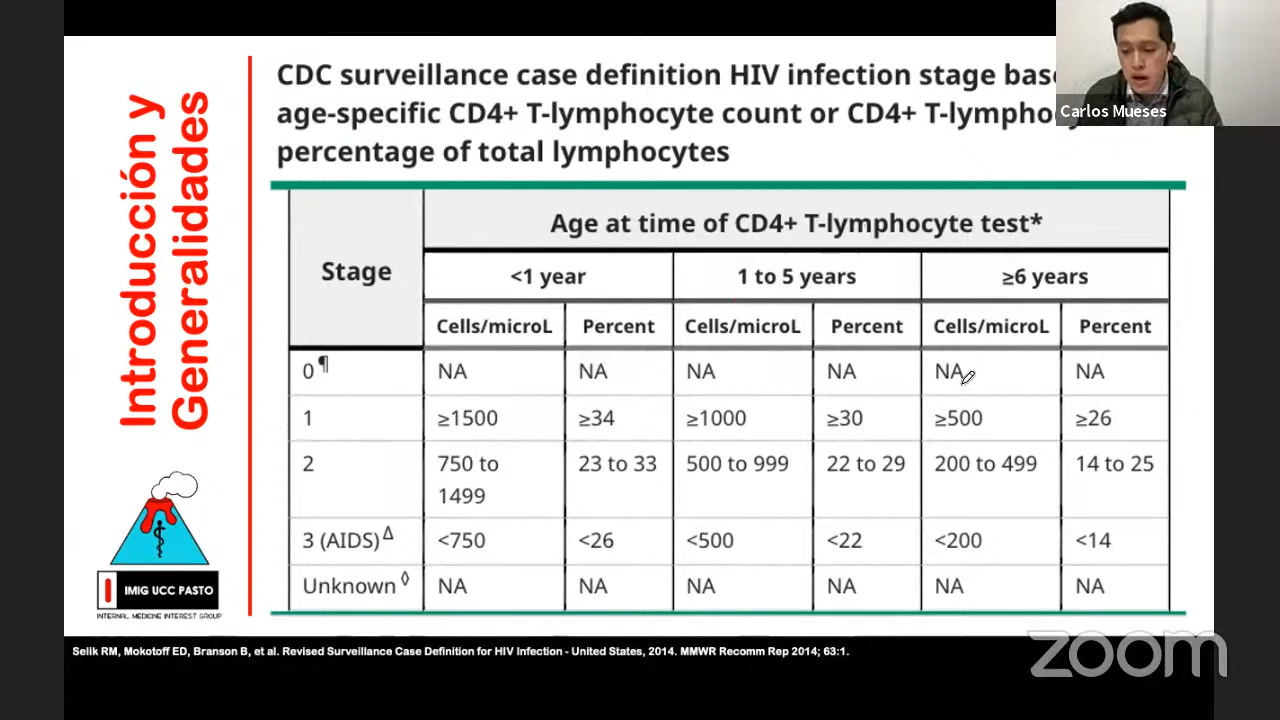 Introducción y
Generalidades
CDC surveillance case definition HIV infection stage bas
age-specific CD4+ T-lymphocyte count or CD4+ T-lympho
percentage of total lymphocytes
Carlos Mueses
Stage
Age at time of CD4+ T-lymphocyte test*
<1 year 1 to 5 years ≥6 years
Cells/microL Percent Cells/microL Percent Cells/microL Percent
0¶ NA NA NA NA NA NA
1 ≥1500 ≥34 ≥1000 ≥30 ≥500 ≥26
2 750 to 1499 23 to 33 500 to 999 22 to 29 200 to 499 14 to 25
3 (AIDS)Δ <750 <26 <500 <22 <200 <14
Unknown◊ NA NA NA NA NA NA
IMIG UCC PASTO
INTERNAL MEDICINE INTEREST GROUP
Selik RM, Mokotoff ED, Branson B, et al. Revised Surveillance Case Definition for HIV Infection - United States, 2014. MMWR Recomm Rep 2014; 63:1.
zoom